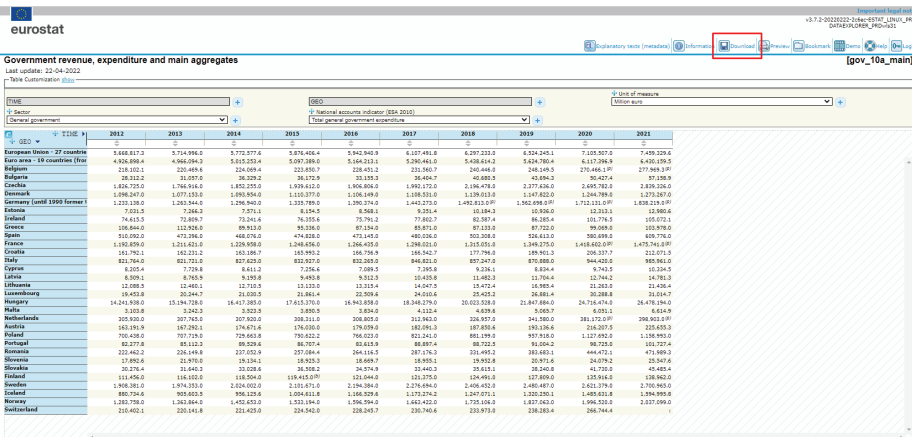 Important legal not
v3.7.2-20220222-2c6ec-ESTAT_LINUX_PR
DATAEXPLORER_PRDvis31
eurostat
Explanatory texts (metadata) Information Download Preview Bookmark Demo Help Log
Government revenue, expenditure and main aggregates [gov_10a_main]
Last update: 22-04-2022
Table Customization show
Unit of measure
TIME + GEO + Million euro +
Sector National accounts indicator (ESA 2010)
General government + Total general government expenditure +
TIME 2012 2013 2014 2015 2016 2017 2018 2019 2020 2021
GEO
European Union - 27 countrie 5,668,817.3 5,714,996.0 5,772,577.6 5,876,406.4 5,942,940.9 6,107,491.8 6,297,233.0 6,524,245.1 7,105,507.0 7,459,329.6
Euro area - 19 countries (fror 4,926,898.4 4,966,094.3 5,015,253.4 5,097,389.0 5,164,213.1 5,290,461.0 5,438,614.2 5,624,780.4 6,117,396.9 6,430,159.5
Belgium 218,102.1 220,469.6 224,069.4 223,850.7 228,451.2 231,560.7 240,446.0 248,149.5 270,466.1 277,969.3
Bulgaria 28,312.2 31,057.0 36,329.2 36,172.9 33,155.3 36,404.7 40,680.5 43,694.3 50,427.4 57,158.9
Czechia 1,826,725.0 1,766,916.0 1,852,255.0 1,939,612.0 1,906,806.0 1,992,172.0 2,196,478.0 2,377,636.0 2,695,782.0 2,839,326.0
Denmark 1,098,247.0 1,077,153.0 1,093,954.0 1,110,377.0 1,106,149.0 1,108,531.0 1,139,013.0 1,147,822.0 1,244,789.0 1,273,267.0
Germany (until 1990 former t 1,233,138.0 1,263,544.0 1,296,940.0 1,335,789.0 1,390,374.0 1,443,273.0 1,492,813.0 1,562,698.0 1,712,131.0 1,838,219.0
Estonia 7,031.5 7,266.3 7,571.1 8,154.5 8,568.1 9,351.4 10,184.3 10,936.0 12,313.1 12,980.6
Ireland 74,615.5 72,809.7 73,241.6 76,355.6 75,791.2 77,802.7 82,587.4 86,285.4 101,776.5 105,072.1
Greece 106,844.0 112,926.0 89,913.0 95,336.0 87,154.0 85,871.0 87,133.0 87,722.0 99,069.0 103,978.0
Spain 510,092.0 473,396.0 468,076.0 474,828.0 473,145.0 480,036.0 503,308.0 526,613.0 580,699.0 609,776.0
France 1,192,859.0 1,211,621.0 1,229,958.0 1,248,656.0 1,266,435.0 1,298,021.0 1,315,051.0 1,349,275.0 1,418,602.0 1,475,741.0
Croatia 161,792.1 162,231.2 163,186.7 165,993.2 166,756.9 166,542.7 177,796.0 189,901.3 206,337.7 212,071.5
Italy 821,764.0 821,721.0 827,625.0 832,927.0 832,265.0 846,821.0 857,247.0 870,888.0 944,420.0 985,961.0
Cyprus 8,205.4 7,729.8 8,611.2 7,256.6 7,089.5 7,395.8 9,236.1 8,834.4 9,743.5 10,334.5
Latvia 8,509.1 8,765.9 9,195.8 9,493.8 9,512.5 10,435.8 11,482.3 11,704.4 12,744.2 14,781.3
Lithuania 12,088.5 12,460.1 12,710.5 13,133.0 13,315.4 14,047.5 15,472.4 16,985.4 21,263.0 21,436.4
Luxembourg 19,453.8 20,244.7 21,030.5 21,861.4 22,509.6 24,010.6 25,425.2 26,881.4 30,288.8 31,014.7
Hungary 14,241,938.0 15,194,728.0 16,417,385.0 17,615,370.0 16,943,858.0 18,348,279.0 20,023,528.0 21,847,884.0 24,716,474.0 26,478,194.0
Malta 3,103.8 3,242.3 3,523.5 3,850.5 3,834.0 4,112.4 4,639.6 5,065.7 6,051.1 6,614.9
Netherlands 305,930.0 307,765.0 307,920.0 308,311.0 308,805.0 312,963.0 326,957.0 341,580.0 381,172.0 398,903.0
Austria 163,191.9 167,292.1 174,671.6 176,030.0 179,059.0 182,091.3 187,850.6 193,136.6 216,207.5 225,655.3
Poland 700,438.0 707,719.0 729,663.8 750,622.2 766,023.0 821,241.0 881,199.0 957,918.0 1,127,692.0 1,158,993.0
Portugal 82,277.8 85,112.3 89,529.6 86,707.4 83,615.9 86,894.4 88,722.5 91,004.2 98,725.0 101,727.4
Romania 222,462.2 226,149.8 237,052.9 257,084.4 264,116.5 287,176.3 331,495.2 383,683.1 444,472.1 471,989.3
Slovenia 17,892.6 21,970.0 19,134.1 18,925.3 18,669.7 18,955.1 19,952.8 20,971.6 24,079.2 25,547.6
Slovakia 30,276.4 31,640.3 33,028.6 36,508.2 34,574.9 33,440.3 35,615.1 38,240.8 41,730.0 45,485.4
Finland 111,456.0 116,102.0 118,504.0 119,415.0 121,044.0 121,375.0 124,491.0 127,809.0 135,916.0 138,962.0
Sweden 1,908,381.0 1,974,353.0 2,024,002.0 2,101,671.0 2,194,384.0 2,276,694.0 2,406,452.0 2,480,487.0 2,621,379.0 2,700,965.0
Iceland 880,734.6 905,603.5 956,125.6 1,004,611.8 1,166,529.6 1,173,274.2 1,247,071.1 1,320,250.1 1,485,631.8 1,594,995.8
Norway 1,283,758.0 1,363,864.0 1,452,653.0 1,532,194.0 1,596,594.0 1,663,422.0 1,735,106.0 1,837,063.0 1,996,520.0 2,037,099.0
Switzerland 210,402.1 220,141.8 221,425.0 224,542.0 228,245.7 230,740.6 233,973.0 238,283.4 266,744.4 :